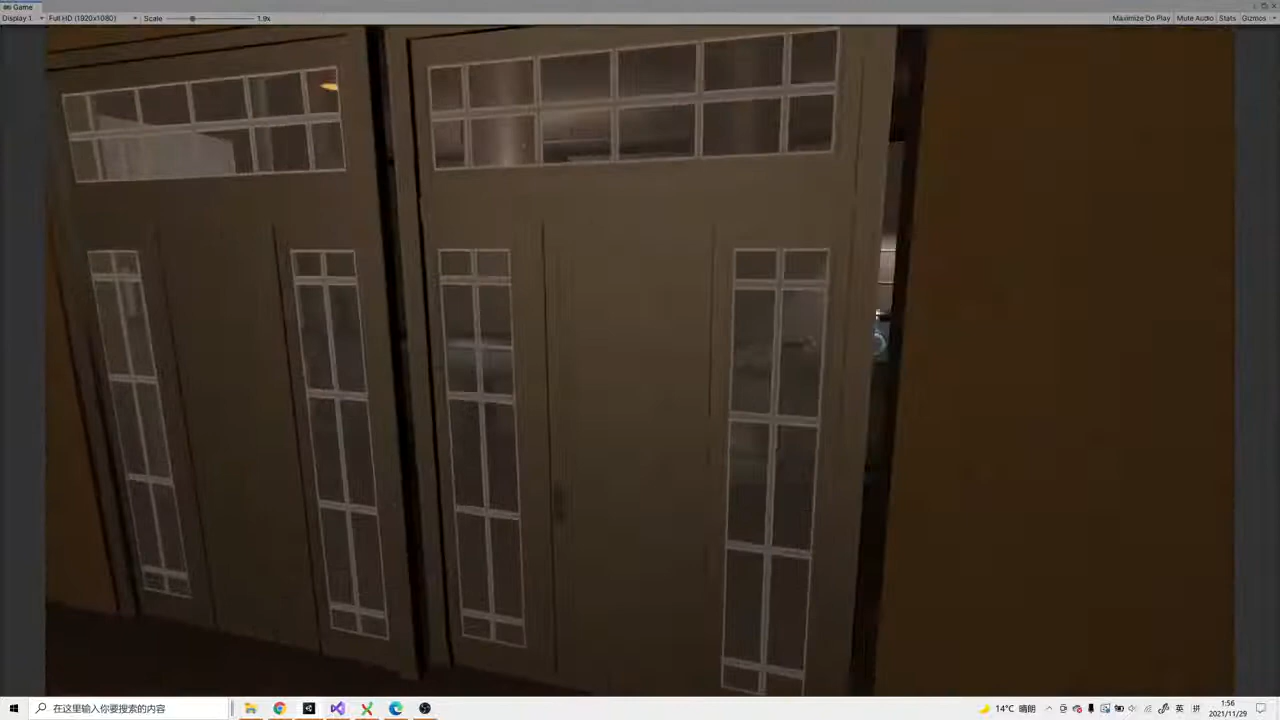 Game
Display 1 Full HD (1920x1080) Scale 1.9x Maximize On Play Mute Audio Stats Gizmos
在这里输入你要搜索的内容 14°C 晴朗 英 拼 1:56
2021/11/29